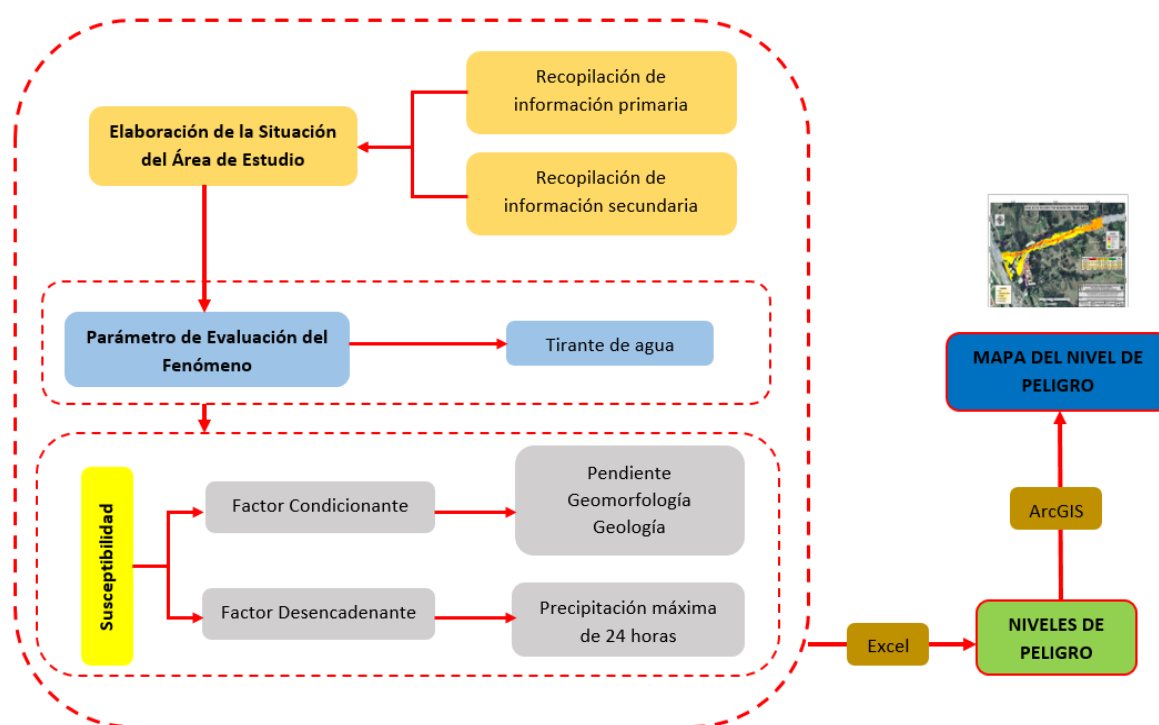 Recopilación de
información primaria
Elaboración de la Situación
del Área de Estudio
Recopilación de
información secundaria
Parámetro de Evaluación del
Fenómeno
Tirante de agua
MAPA DEL NIVEL DE
PELIGRO
Susceptibilidad
Factor Condicionante
Pendiente
Geomorfología
Geología
ArcGIS
Factor Desencadenante
Precipitación máxima
de 24 horas
Excel
NIVELES DE
PELIGRO